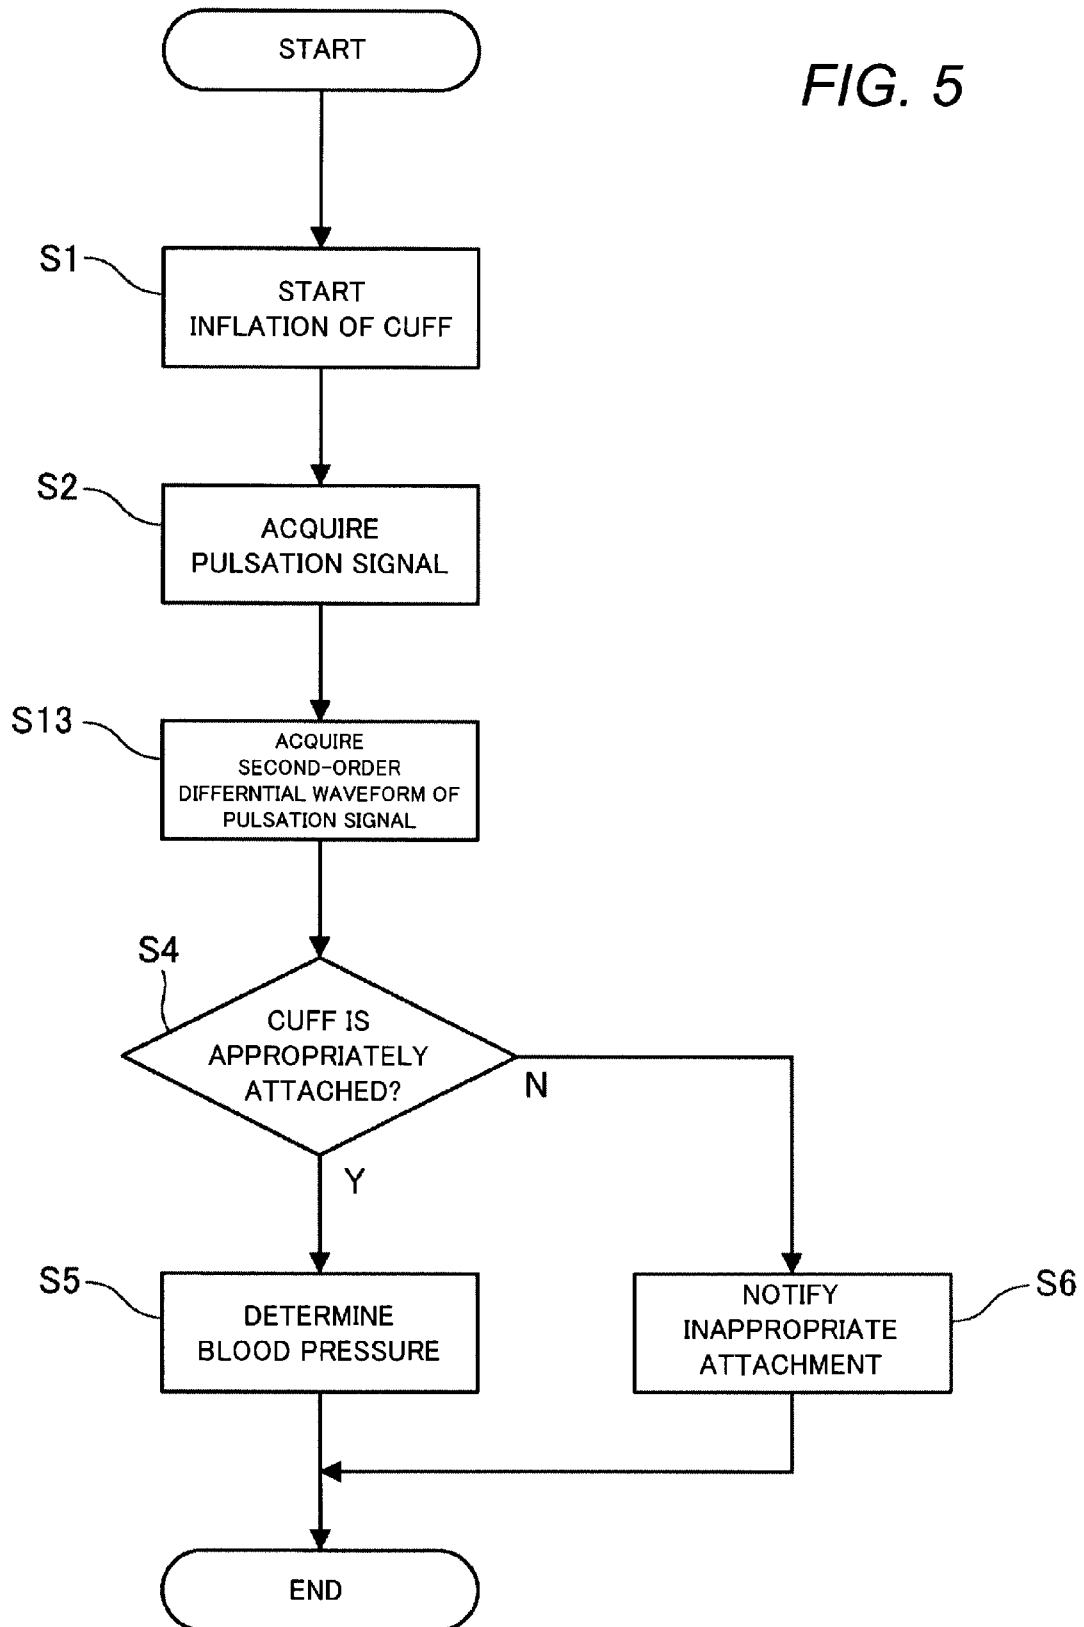 START
FIG. 5
S1
START
INFLATION OF CUFF
S2
ACQUIRE
PULSATION SIGNAL
S13
ACQUIRE
SECOND-ORDER
DIFFERNTIAL WAVEFORM OF
PULSATION SIGNAL
S4
CUFF IS
APPROPRIATELY
ATTACHED?
N
Y
S5
DETERMINE
BLOOD PRESSURE
S6
NOTIFY
INAPPROPRIATE
ATTACHMENT
END